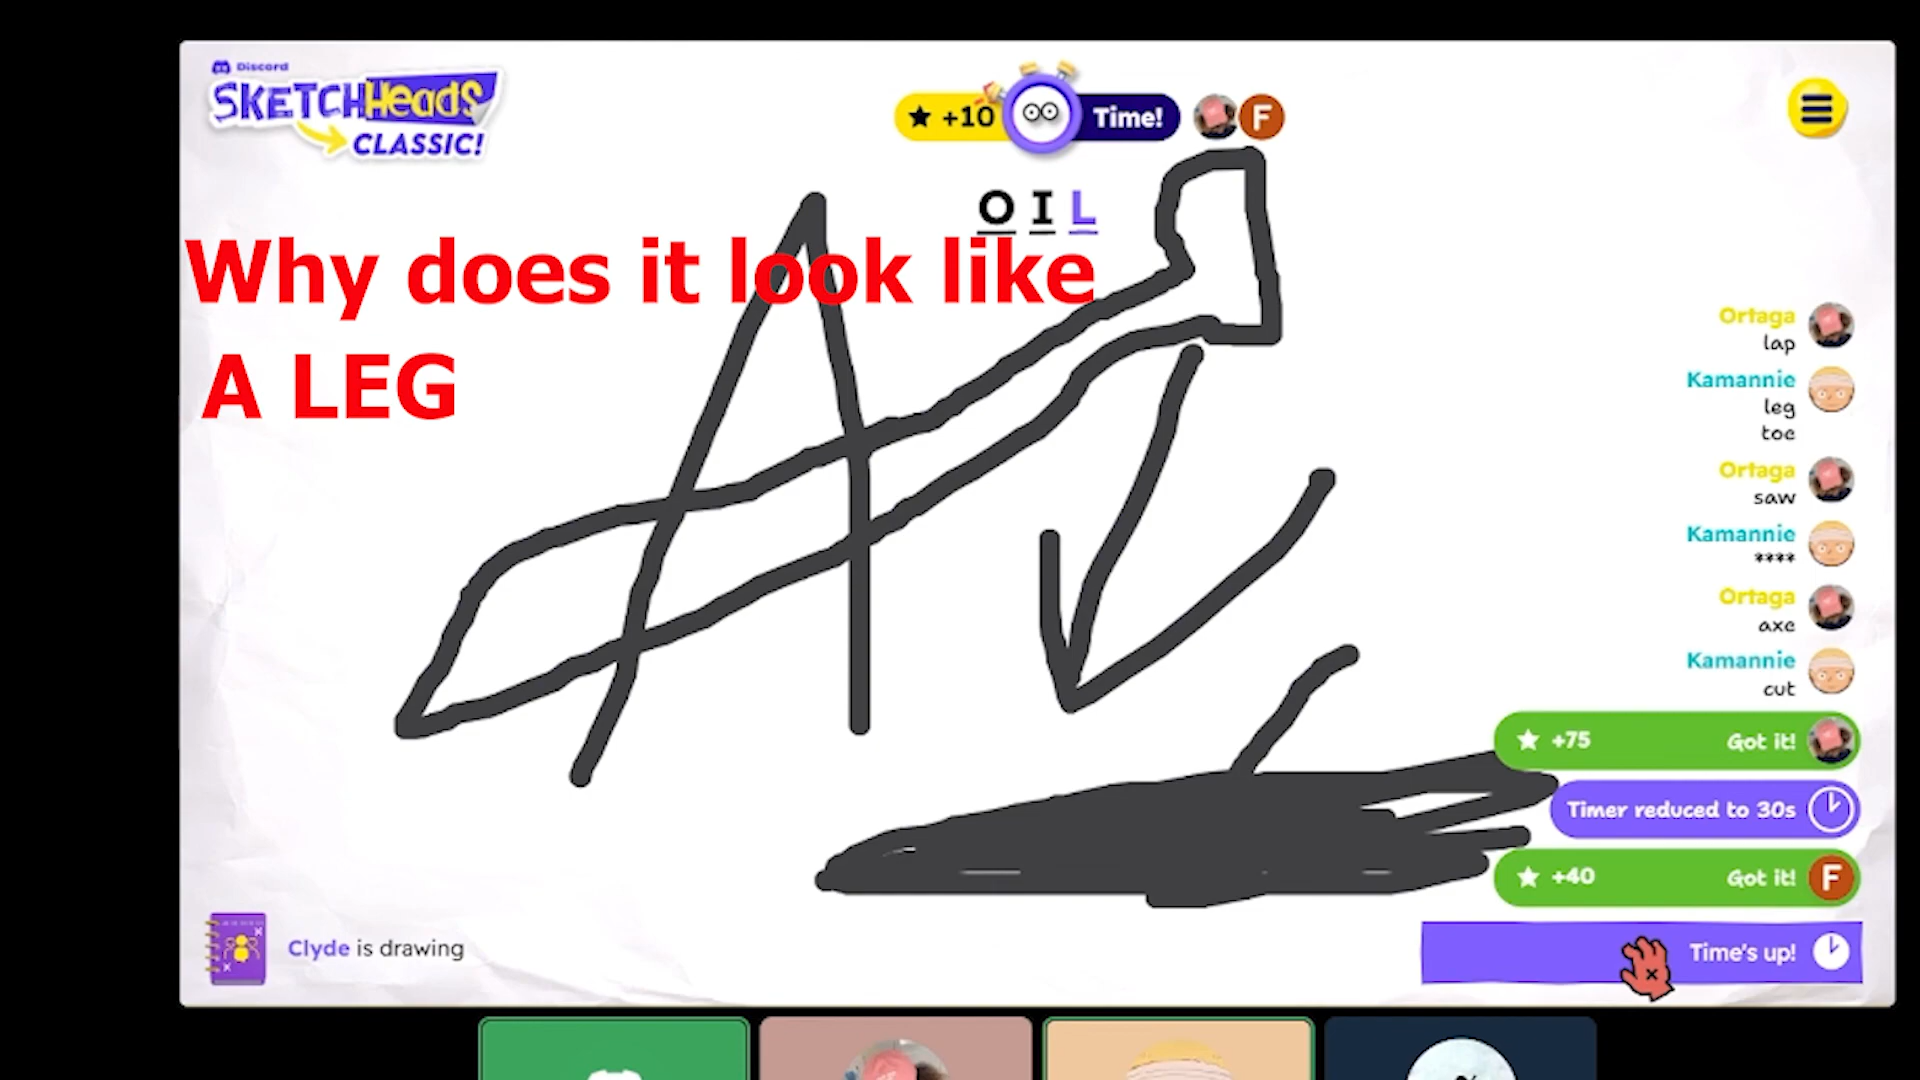 Discord
SKETCHHeadS
CLASSIC!
+10
Time!
F
OIL
Why does it look like
A LEG
Ortaga
lap
Kamannie
leg
toe
Ortaga
saw
Kamannie
****
Ortaga
axe
Kamannie
cut
+75 Got it!
Timer reduced to 30s
+40 Got it! F
Clyde is drawing
Time's up!